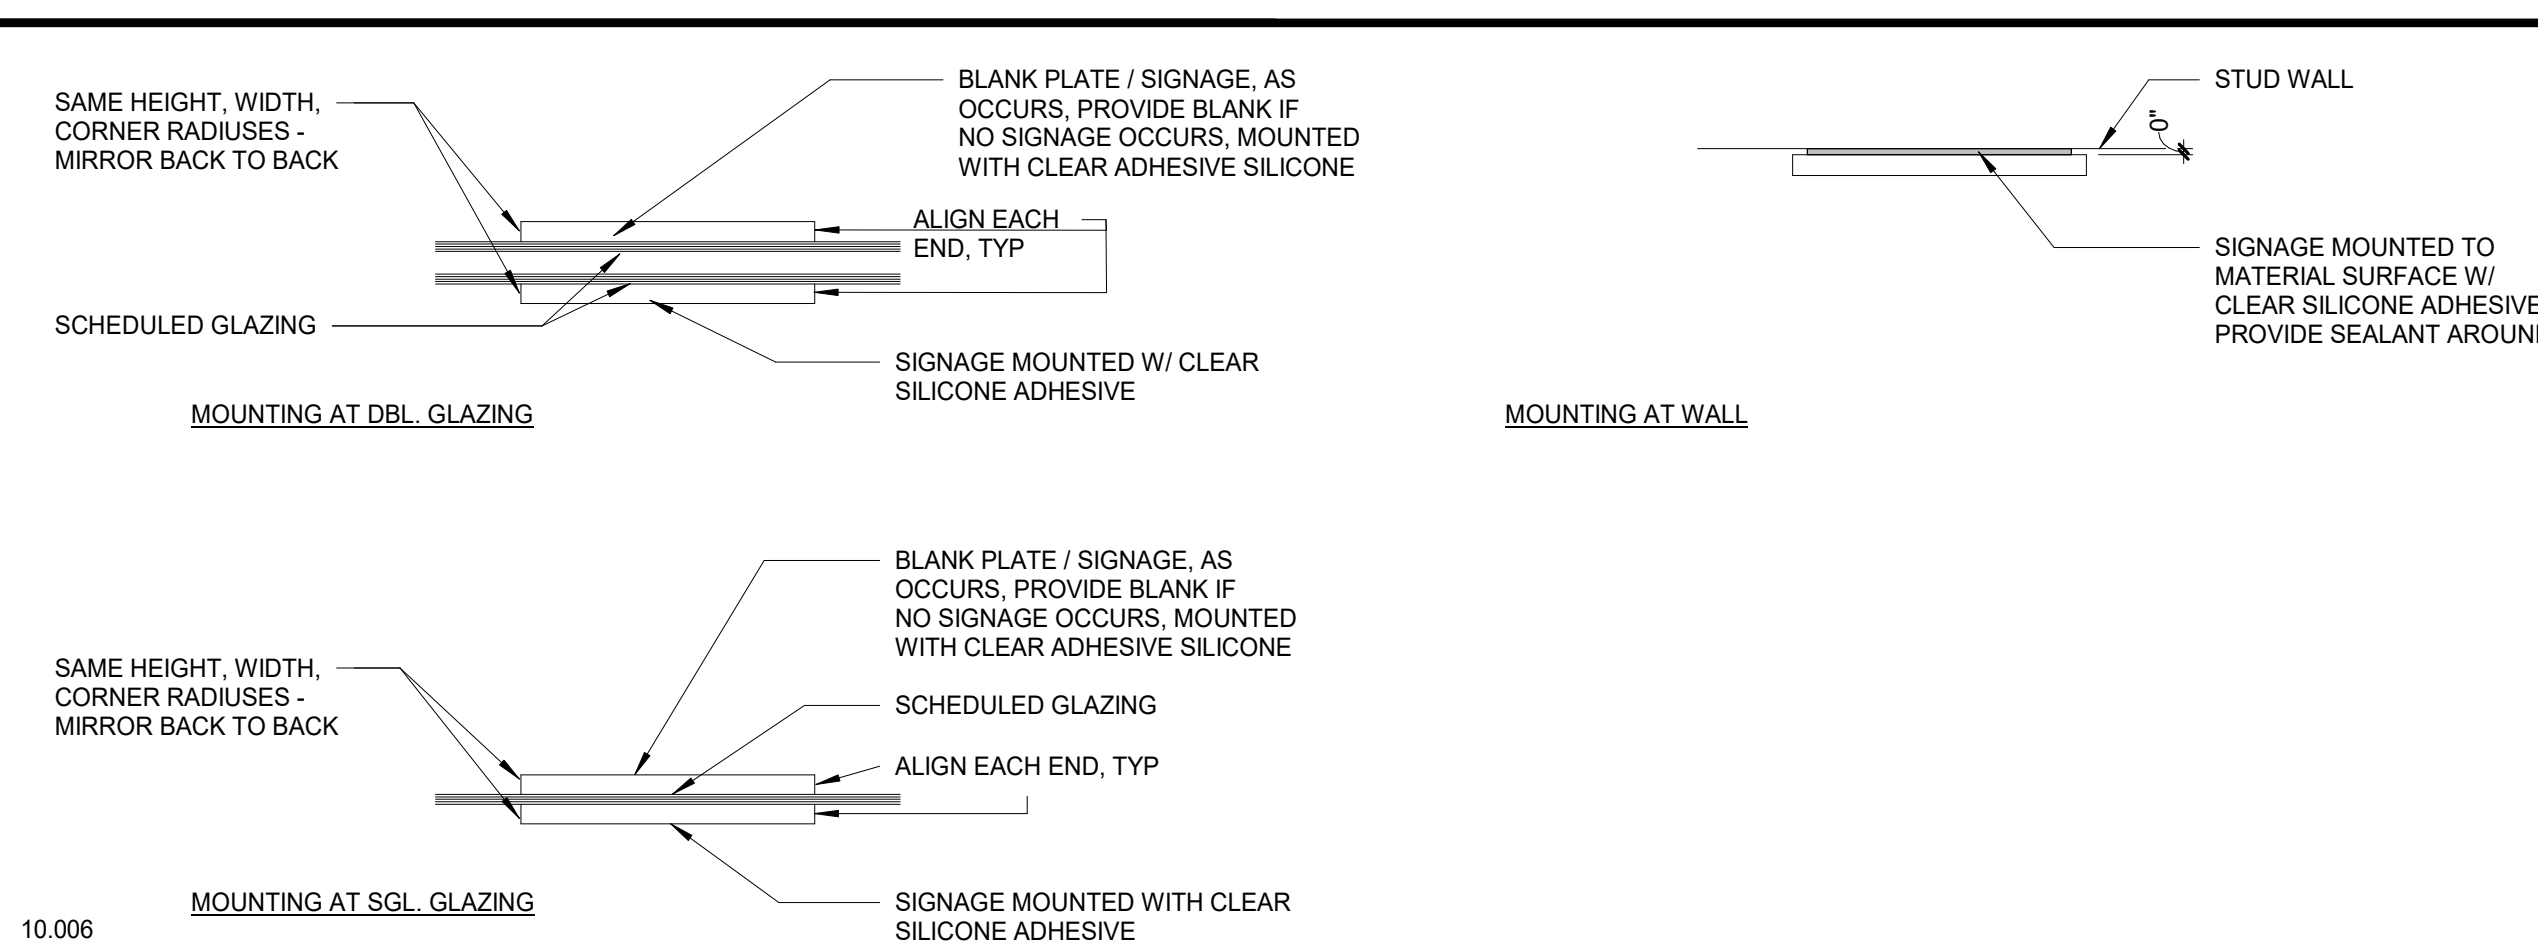 SAME HEIGHT, WIDTH,
CORNER RADIUSES -
MIRROR BACK TO BACK
BLANK PLATE / SIGNAGE, AS
OCCURS, PROVIDE BLANK IF
NO SIGNAGE OCCURS, MOUNTED
WITH CLEAR ADHESIVE SILICONE
ALIGN EACH
END, TYP
SCHEDULED GLAZING
SIGNAGE MOUNTED W/ CLEAR
SILICONE ADHESIVE
MOUNTING AT DBL. GLAZING
STUD WALL
0"
SIGNAGE MOUNTED TO
MATERIAL SURFACE W/
CLEAR SILICONE ADHESIVE
PROVIDE SEALANT
MOUNTING AT WALL
BLANK PLATE / SIGNAGE, AS
OCCURS, PROVIDE BLANK IF
NO SIGNAGE OCCURS, MOUNTED
WITH CLEAR ADHESIVE SILICONE
SAME HEIGHT, WIDTH,
CORNER RADIUSES -
MIRROR BACK TO BACK
SCHEDULED GLAZING
ALIGN EACH END, TYP
SIGNAGE MOUNTED WITH CLEAR
SILICONE ADHESIVE
MOUNTING AT SGL. GLAZING
10.006